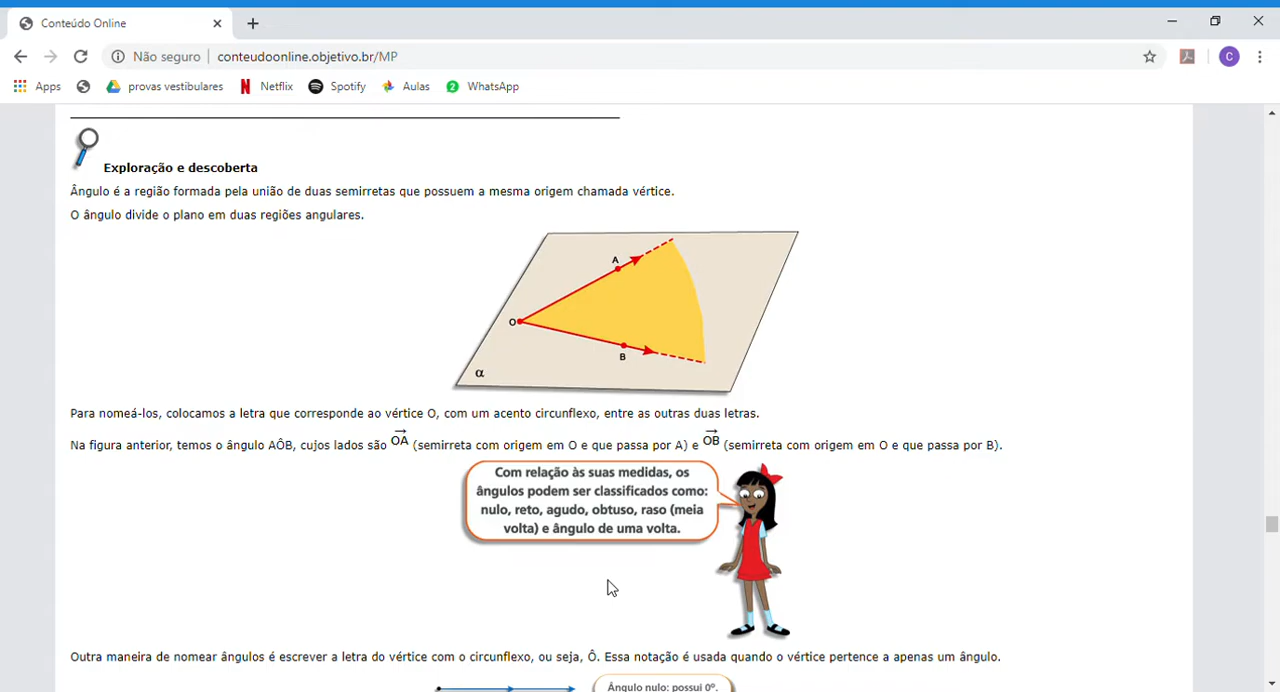 Conteúdo Online
Não seguro | conteudoonline.objetivo.br/MP
C
Apps provas vestibulares Netflix Spotify Aulas 2 WhatsApp
Exploração e descoberta
Ângulo é a região formada pela união de duas semirretas que possuem a mesma origem chamada vértice.
O ângulo divide o plano em duas regiões angulares.
A
O
B
α
Para nomeá-los, colocamos a letra que corresponde ao vértice O, com um acento circunflexo, entre as outras duas letras.
Na figura anterior, temos o ângulo AÔB, cujos lados são OA (semirreta com origem em O e que passa por A) e OB (semirreta com origem em O e que passa por B).
Com relação às suas medidas, os
ângulos podem ser classificados como:
nulo, reto, agudo, obtuso, raso (meia
volta) e ângulo de uma volta.
Outra maneira de nomear ângulos é escrever a letra do vértice com o circunflexo, ou seja, Ô. Essa notação é usada quando o vértice pertence a apenas um ângulo.
Ângulo nulo: possui 0º.